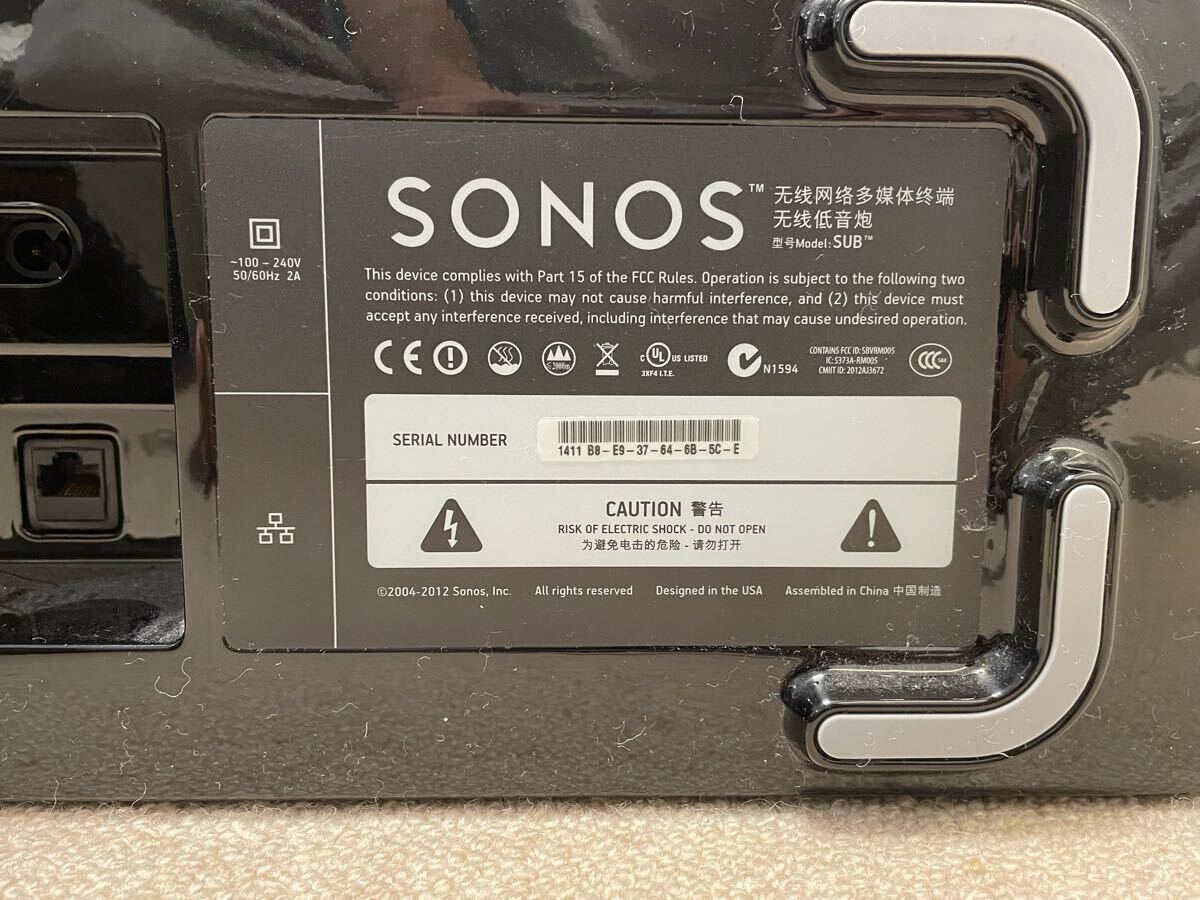 SONOS™ 无线网络多媒体终端
无线低音炮
型号Model: SUB™
~100 – 240V
50/60Hz 2A
This device complies with Part 15 of the FCC Rules. Operation is subject to the following two
conditions: (1) this device may not cause harmful interference, and (2) this device must
accept any interference received, including interference that may cause undesired operation.
CE
≤2000m
C UL US LISTED
3XF4 I.T.E.
N1594
CONTAINS FCC ID: SBVRM005
IC: 5373A-RM005
CMIIT ID: 2012AJ3672
CCC S&E
SERIAL NUMBER
1411 B8-E9-37-64-6B-5C-E
CAUTION 警告
RISK OF ELECTRIC SHOCK - DO NOT OPEN
为避免电击的危险 - 请勿打开
©2004-2012 Sonos, Inc. All rights reserved Designed in the USA Assembled in China 中国制造